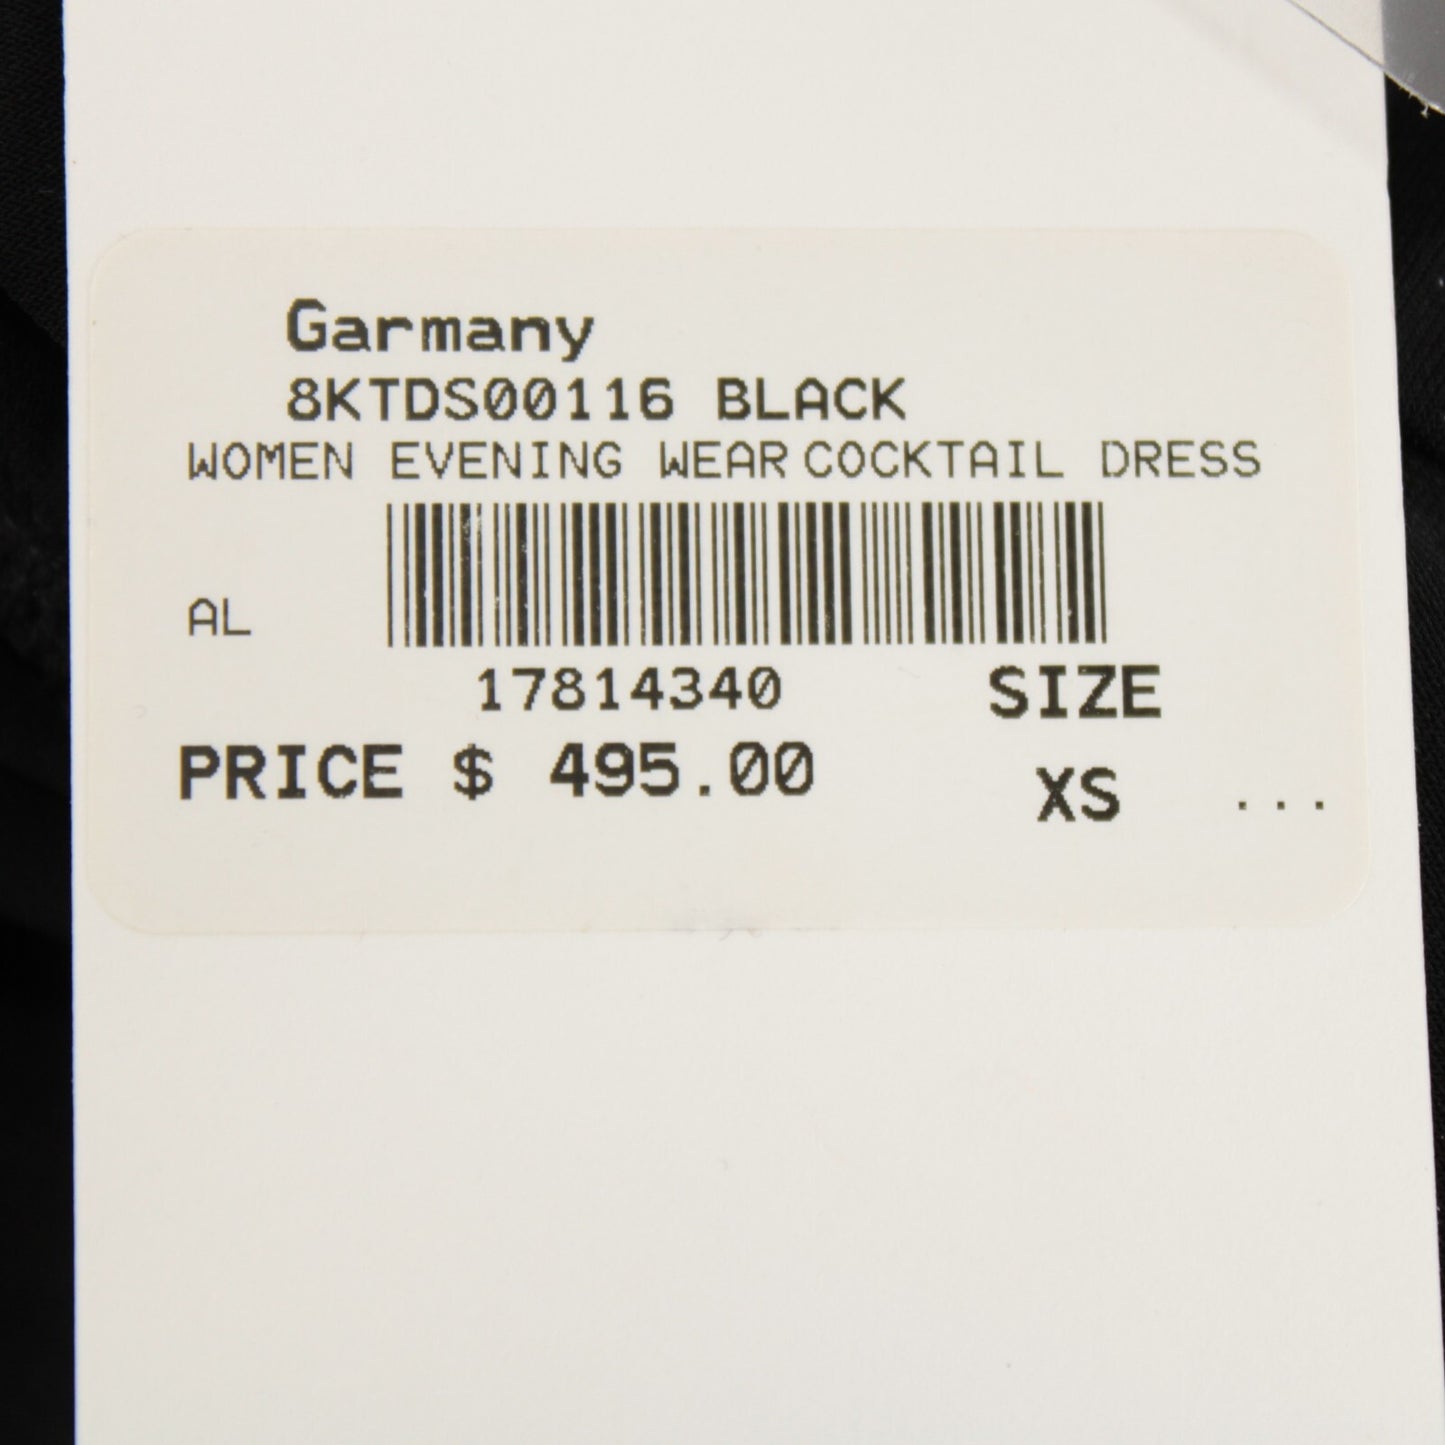 Garmany
8KTDS00116 BLACK
WOMEN EVENING WEAR COCKTAIL DRESS
AL
17814340 SIZE
PRICE $ 495.00 XS ...